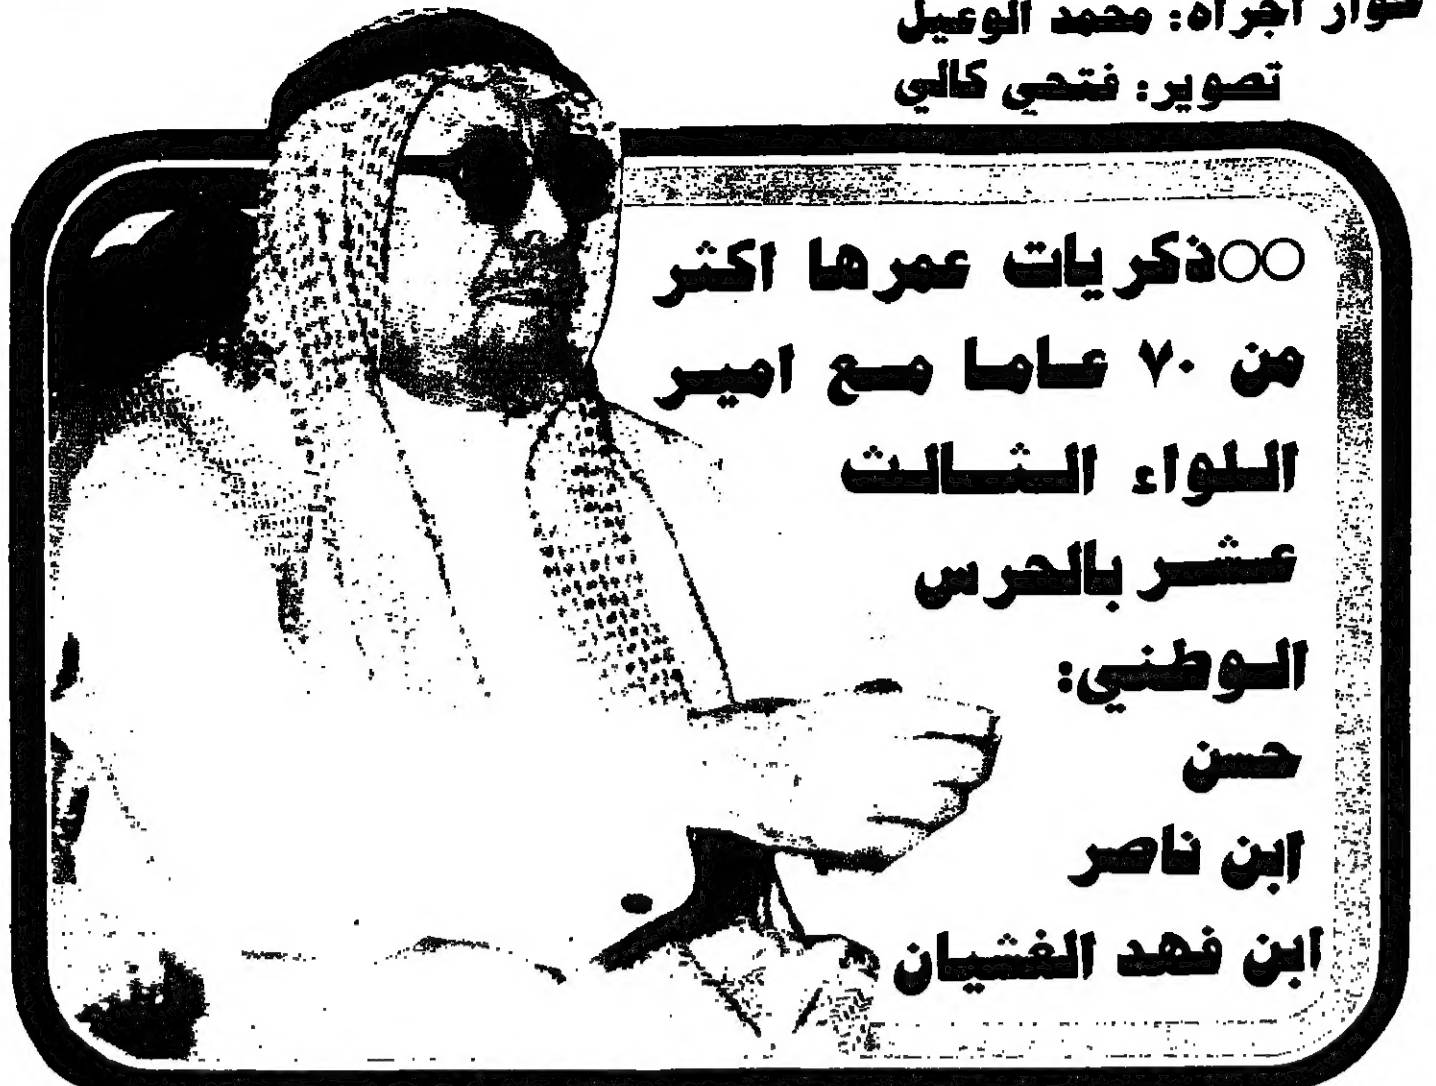 حوار اجراه: محمد الوعيل
تصوير: فتحي كالي
○○ذكريات عمرها اكثر
من ٧٠ عاما مع امير
اللواء الثالث
عشر بالحرس
الوطني:
حسن
ابن ناصر
ابن فهد الغشيان